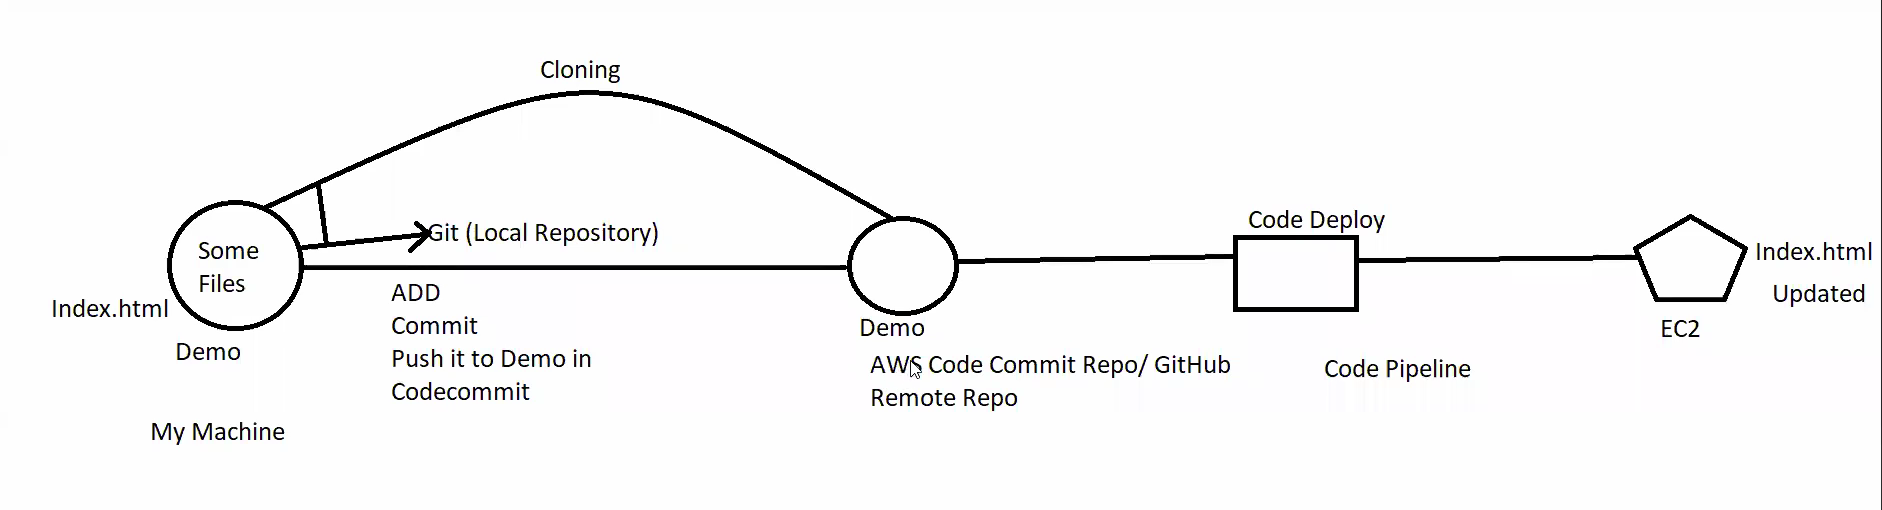 Cloning
Git (Local Repository)
Some
Files
Index.html
Demo
My Machine
ADD
Commit
Push it to Demo in
Codecommit
Demo
AWS Code Commit Repo/ GitHub
Remote Repo
Code Deploy
Code Pipeline
Index.html
Updated
EC2